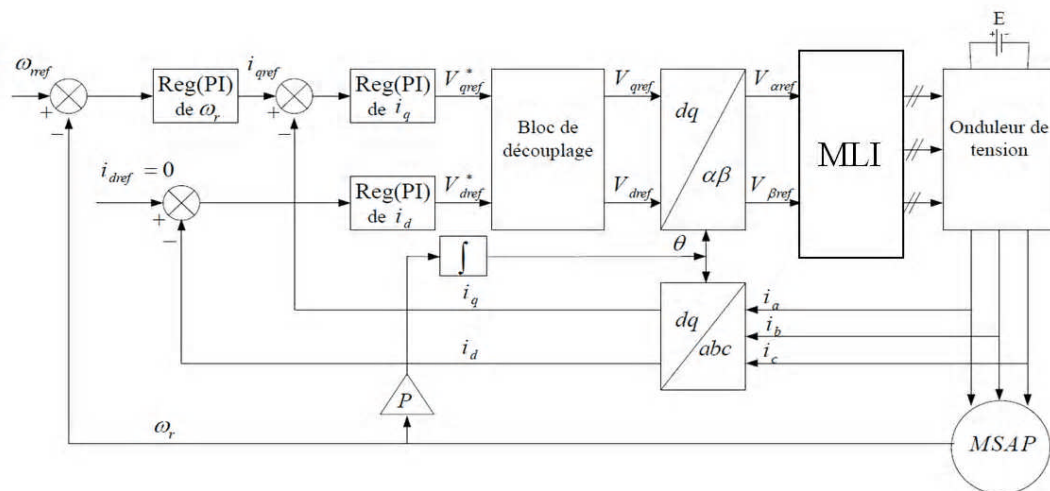 E
+ -
ω_rref
+
−
Reg(PI)
de ω_r
i_qref
+
−
Reg(PI)
de i_q
V*_qref
Bloc de
découplage
V_qref
dq
αβ
V_αref
MLI
Onduleur de
tension
i_dref = 0
+
−
Reg(PI)
de i_d
V*_dref
V_dref
V_βref
∫
θ
i_q
dq
abc
i_a
i_b
i_c
i_d
P
ω_r
MSAP